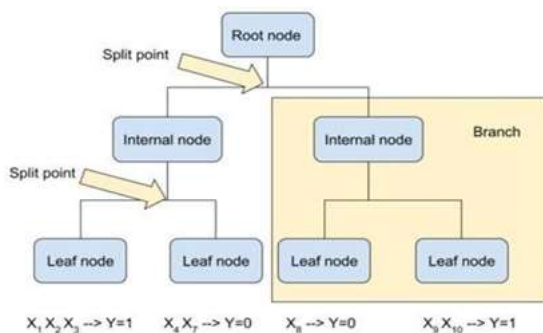 Root node
Split point
Internal node
Internal node
Branch
Split point
Leaf node
Leaf node
Leaf node
Leaf node
X₁ X₂ X₃ --> Y=1
X₄ X₇ --> Y=0
X₈ --> Y=0
X₉ X₁₀ --> Y=1